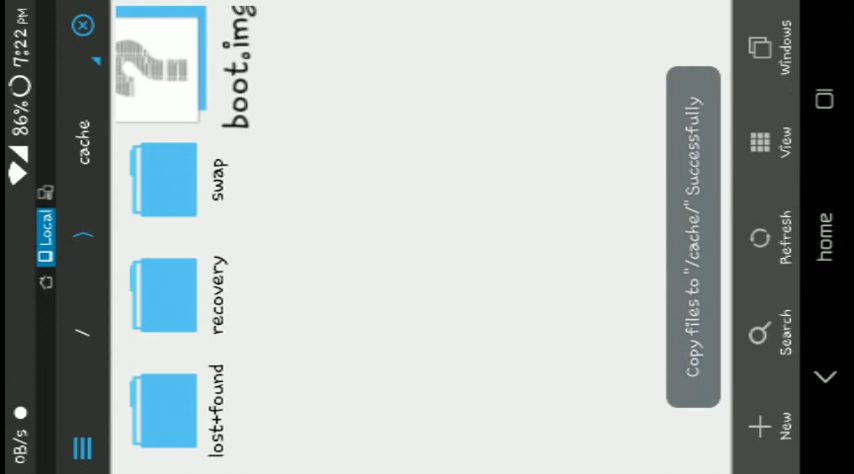 0B/s
86%
7:22 PM
Local
/
cache
lost+found
recovery
swap
boot.img
Copy files to "/cache/" Successfully
New
Search
Refresh
View
Windows
home